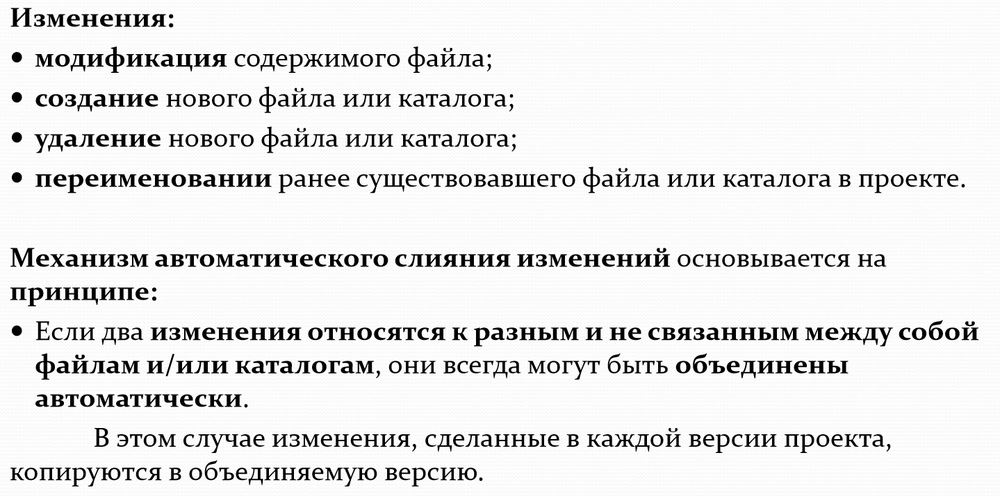 Изменения:
• модификация содержимого файла;
• создание нового файла или каталога;
• удаление нового файла или каталога;
• переименовании ранее существовавшего файла или каталога в проекте.
Механизм автоматического слияния изменений основывается на
принципе:
• Если два изменения относятся к разным и не связанным между собой
файлам и/или каталогам, они всегда могут быть объединены
автоматически.
В этом случае изменения, сделанные в каждой версии проекта,
копируются в объединяемую версию.